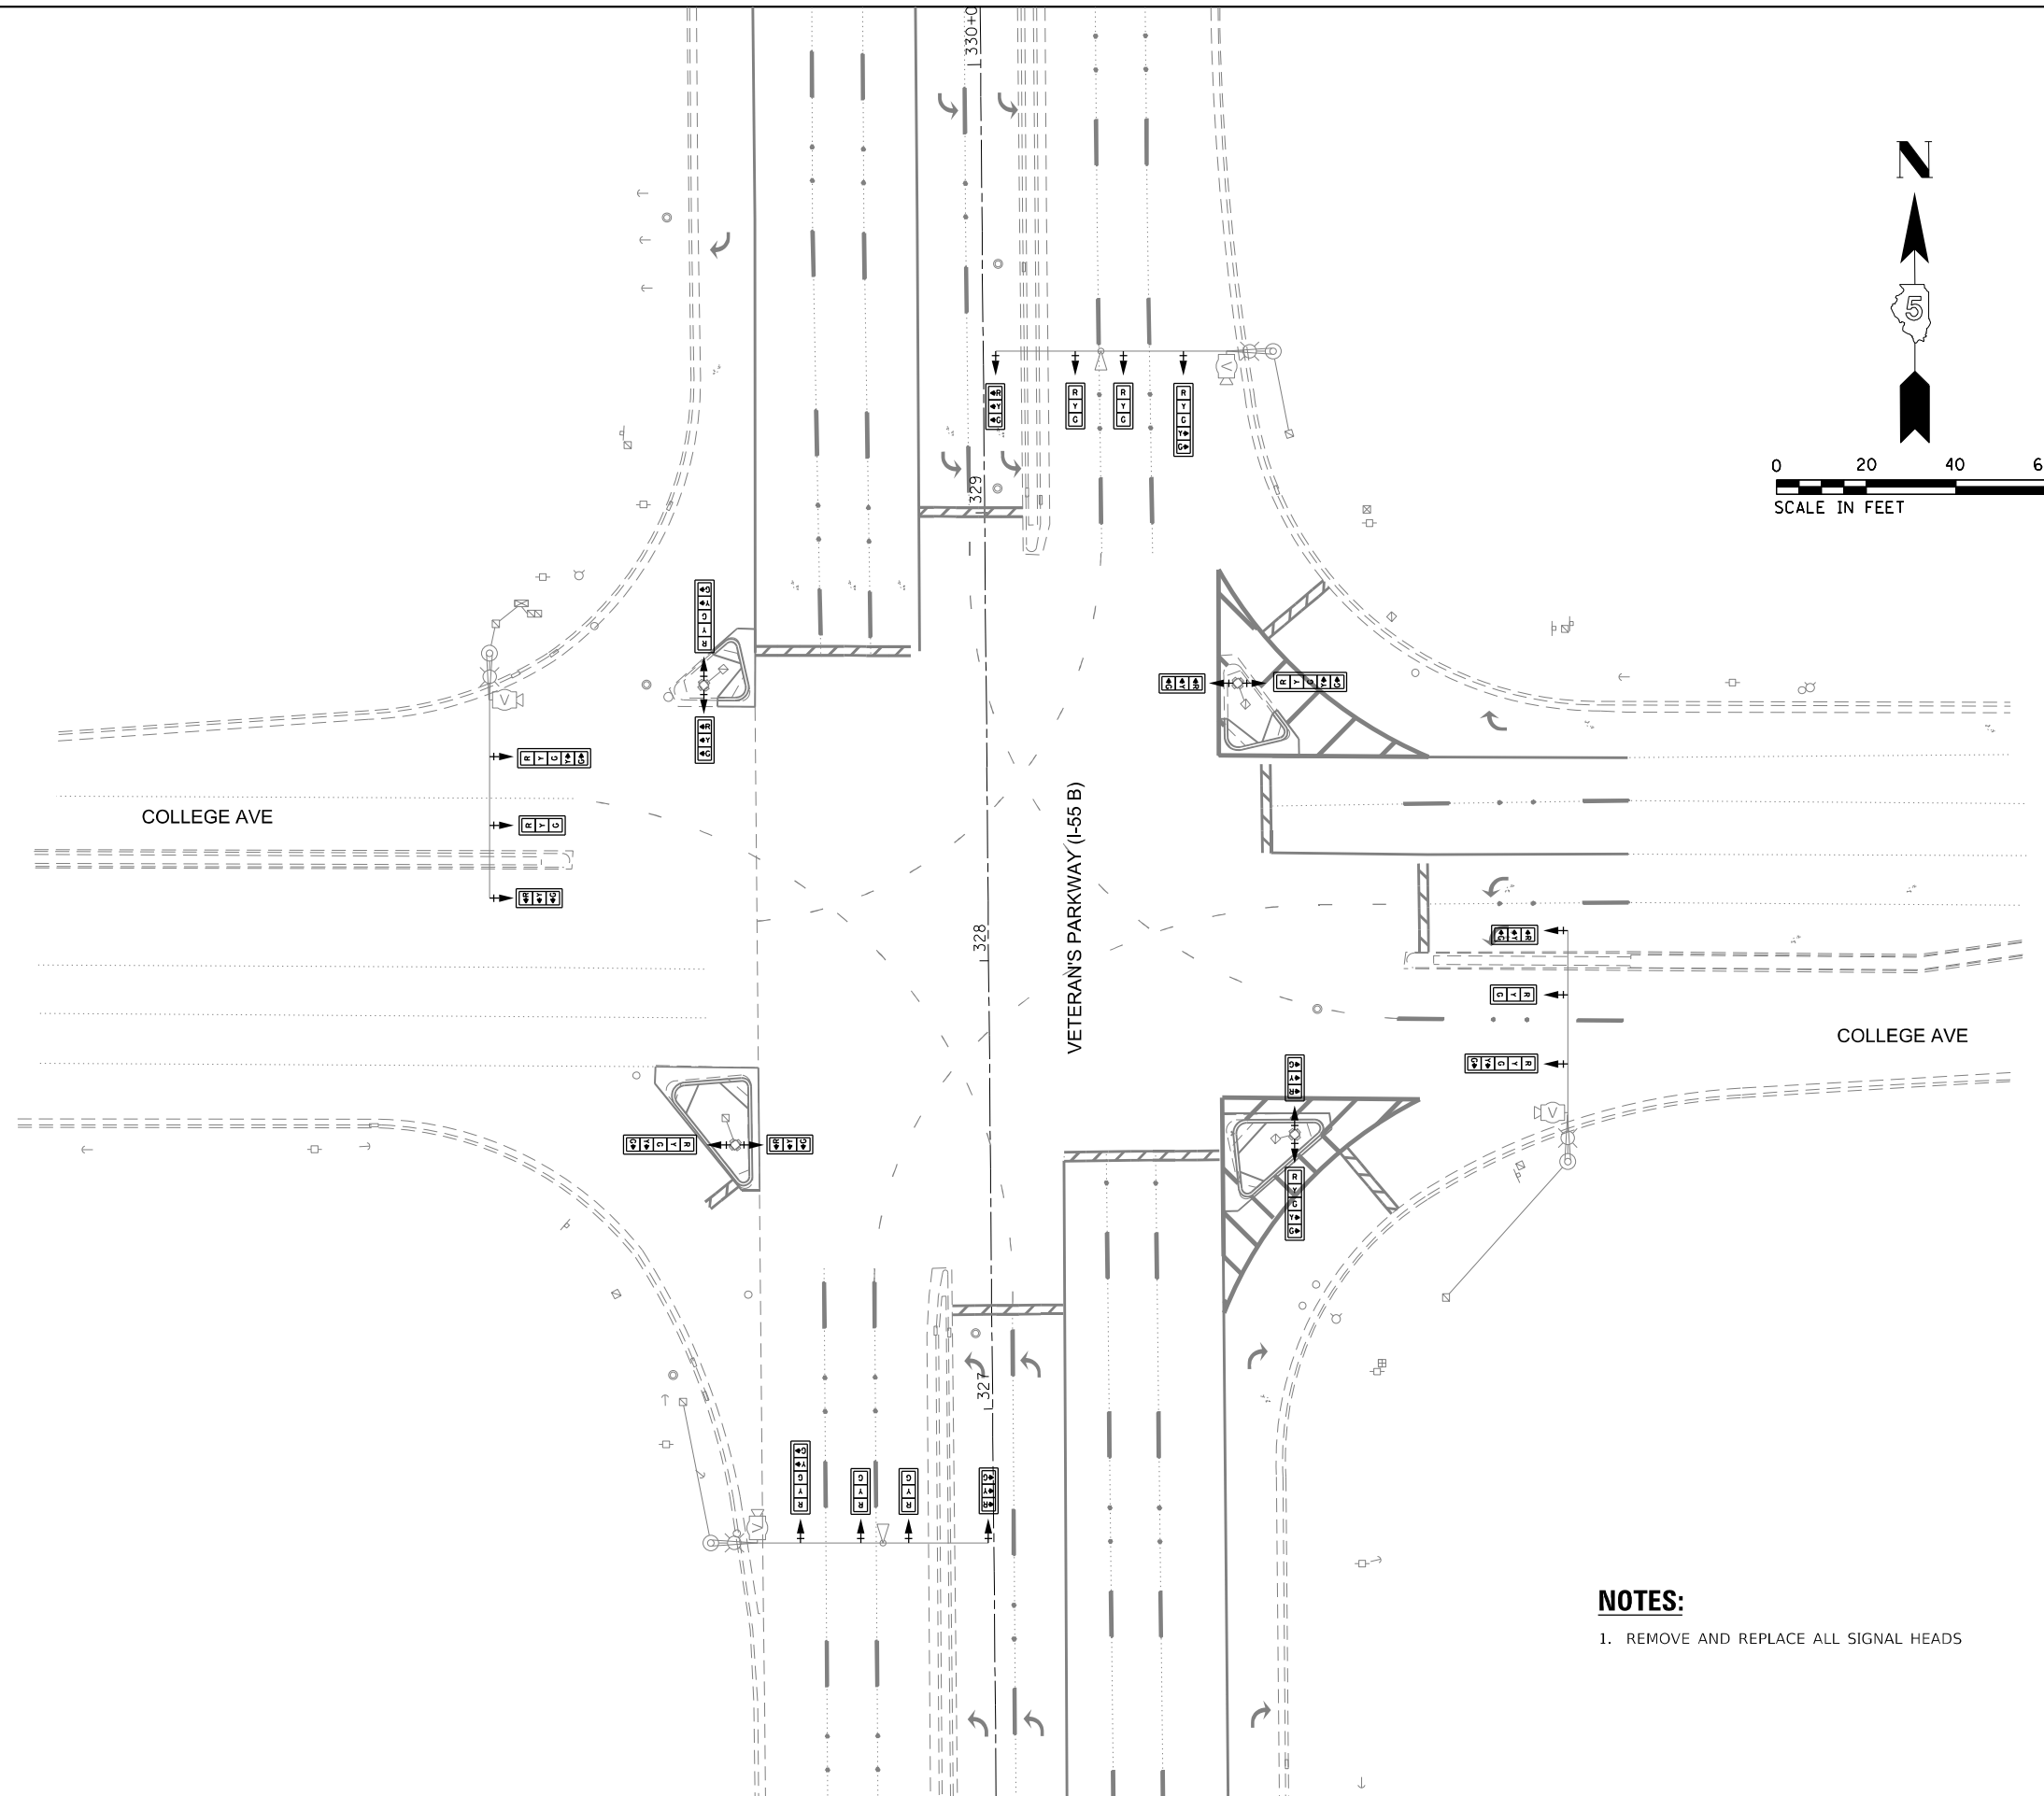 330+0
N
5
0 20 40 6
SCALE IN FEET
R
Y
G
R
Y
G
R
Y
G
R
Y
G
Y
G
329
G
Y
G
Y
R
R
Y
G
G Y R
R Y G Y G
R Y G Y G
R Y G
R Y G
COLLEGE AVE
VETERAN'S PARKWAY (I-55 B)
328
R Y G
R Y G
R Y G Y G
COLLEGE AVE
G
Y
R
R
Y
G
Y
G
R Y G Y G
R Y G
327
G
Y
G
Y
R
G
Y
R
G
Y
R
G
Y
R
V
V
V
V
NOTES:
1. REMOVE AND REPLACE ALL SIGNAL HEADS